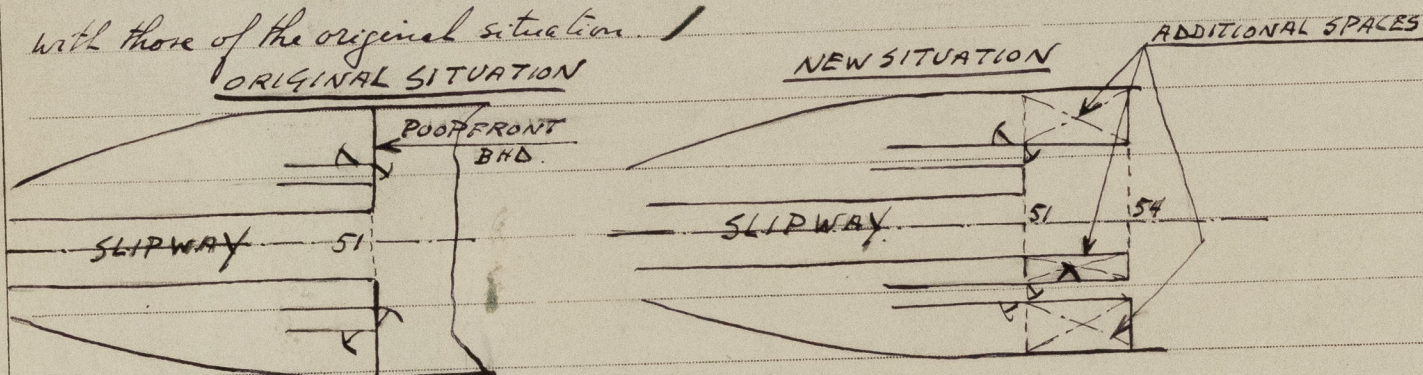 with those of the original situation.
ORIGINAL SITUATION
POOPFRONT
BHD.
SLIPWAY
51
NEW SITUATION
ADDITIONAL SPACES
SLIPWAY
51
54
X